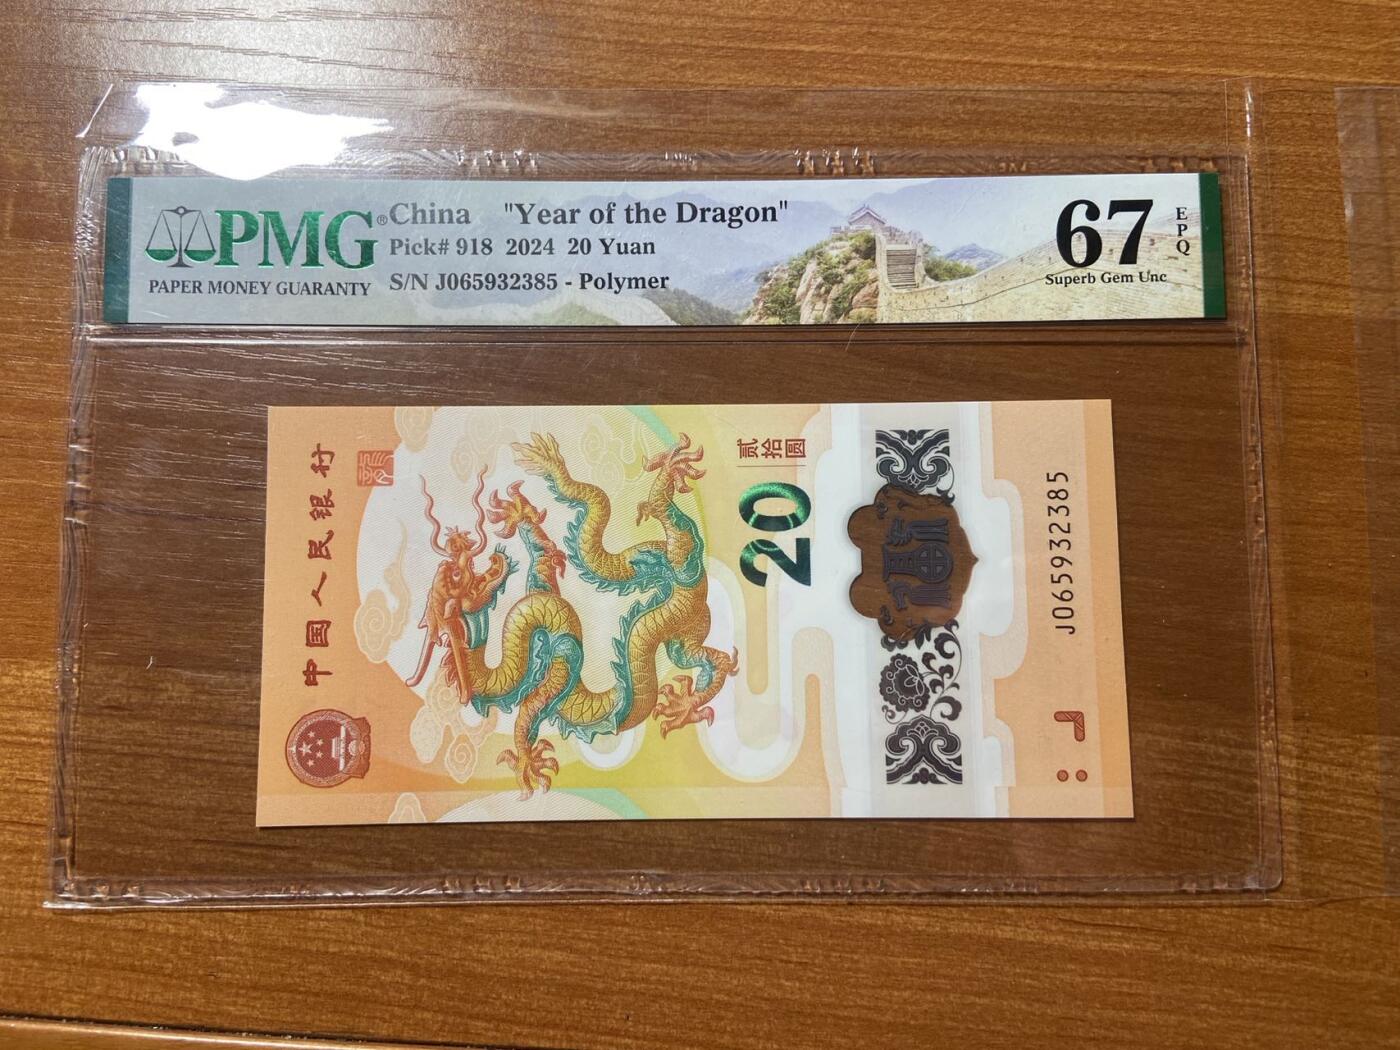 PMG®
PAPER MONEY GUARANTY
China "Year of the Dragon"
Pick# 918 2024 20 Yuan
S/N J065932385 - Polymer
67
EPQ
Superb Gem Unc
中国人民银行
贰拾圆
20
J065932385